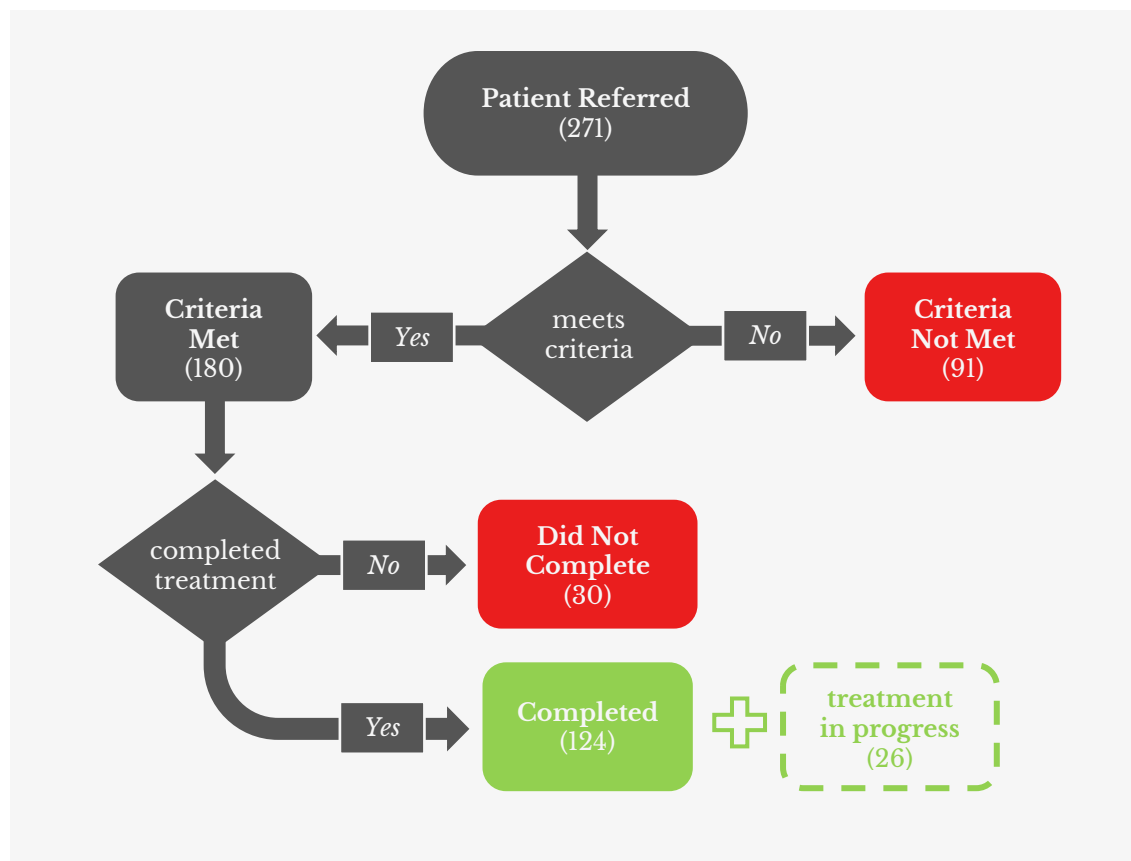 Patient Referred
(271)
meets
criteria
Yes
No
Criteria
Met
(180)
Criteria
Not Met
(91)
completed
treatment
No
Did Not
Complete
(30)
Yes
Completed
(124)
treatment
in progress
(26)